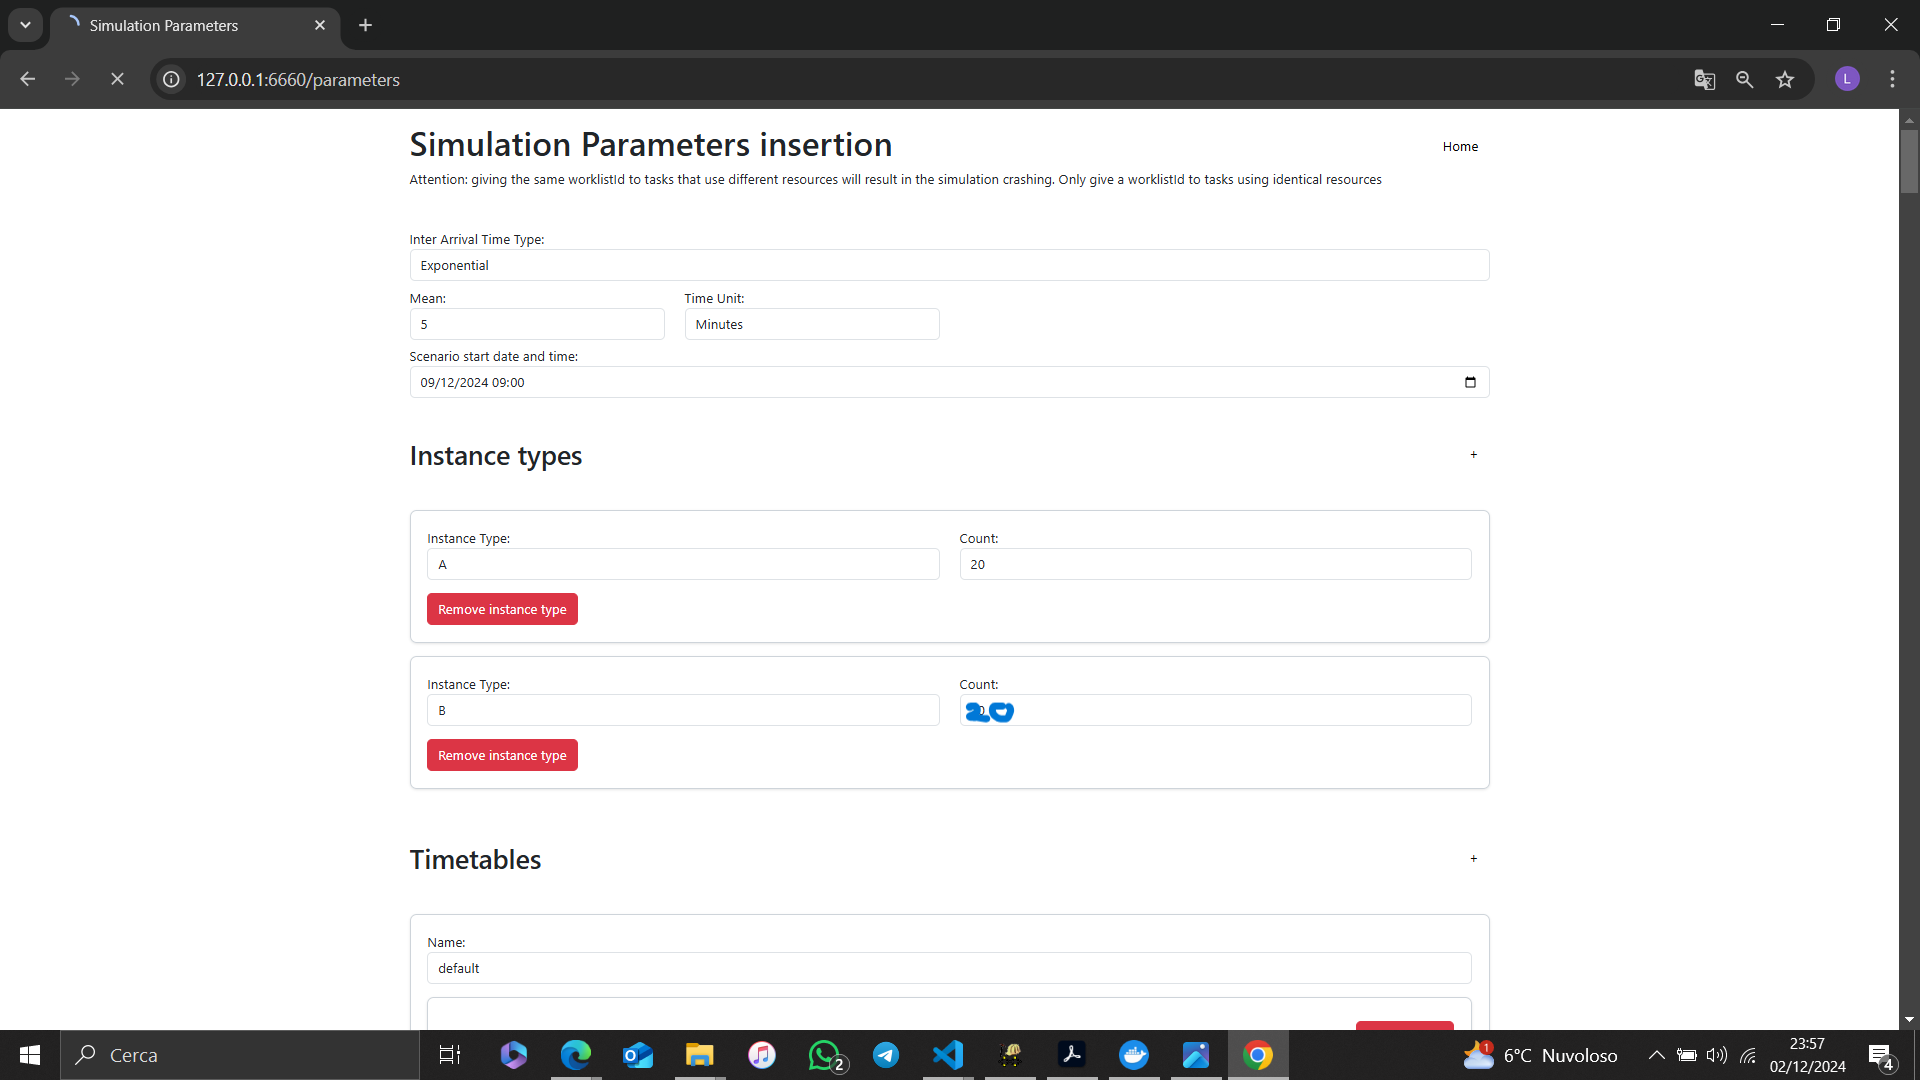 Simulation Parameters
127.0.0.1:6660/parameters
L
Simulation Parameters insertion
Home
Attention: giving the same worklistId to tasks that use different resources will result in the simulation crashing. Only give a worklistId to tasks using identical resources
Inter Arrival Time Type:
Exponential
Mean:
Time Unit:
5
Minutes
Scenario start date and time:
09/12/2024 09:00
Instance types
+
Instance Type:
Count:
A
20
Remove instance type
Instance Type:
Count:
B
20
Remove instance type
Timetables
+
Name:
default
Cerca
2
1
6°C Nuvoloso
23:57
02/12/2024
4